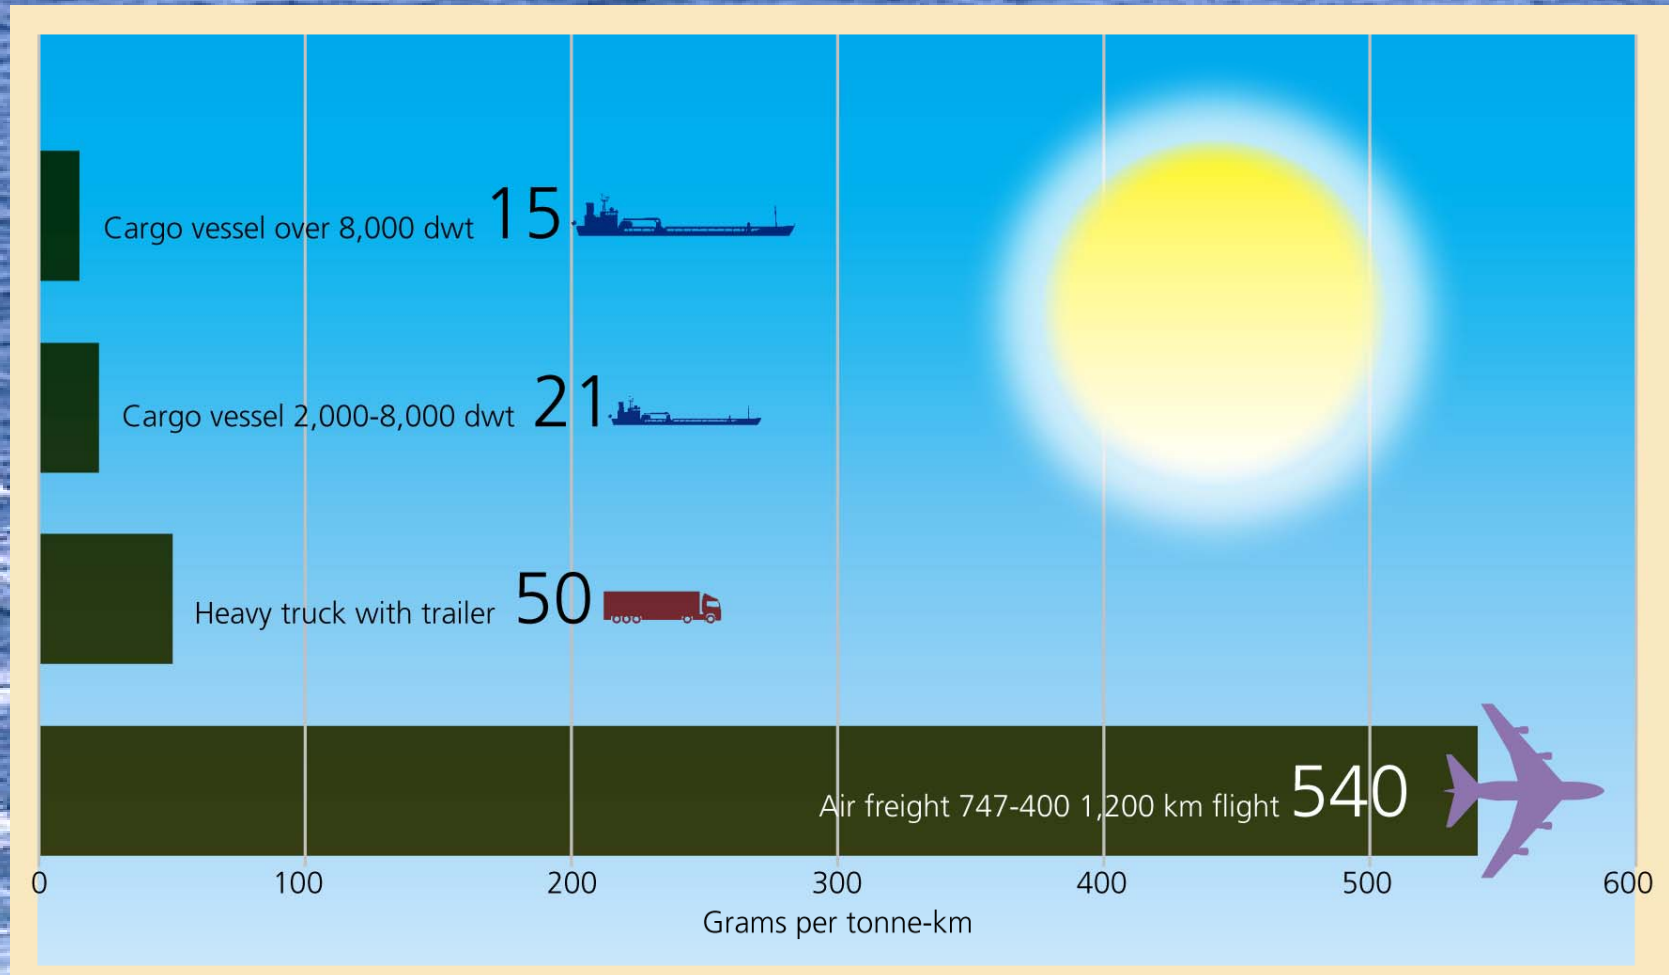 Cargo vessel over 8,000 dwt 15
Cargo vessel 2,000-8,000 dwt 21
Heavy truck with trailer 50
Air freight 747-400 1,200 km flight 540
0 100 200 300 400 500 600
Grams per tonne-km